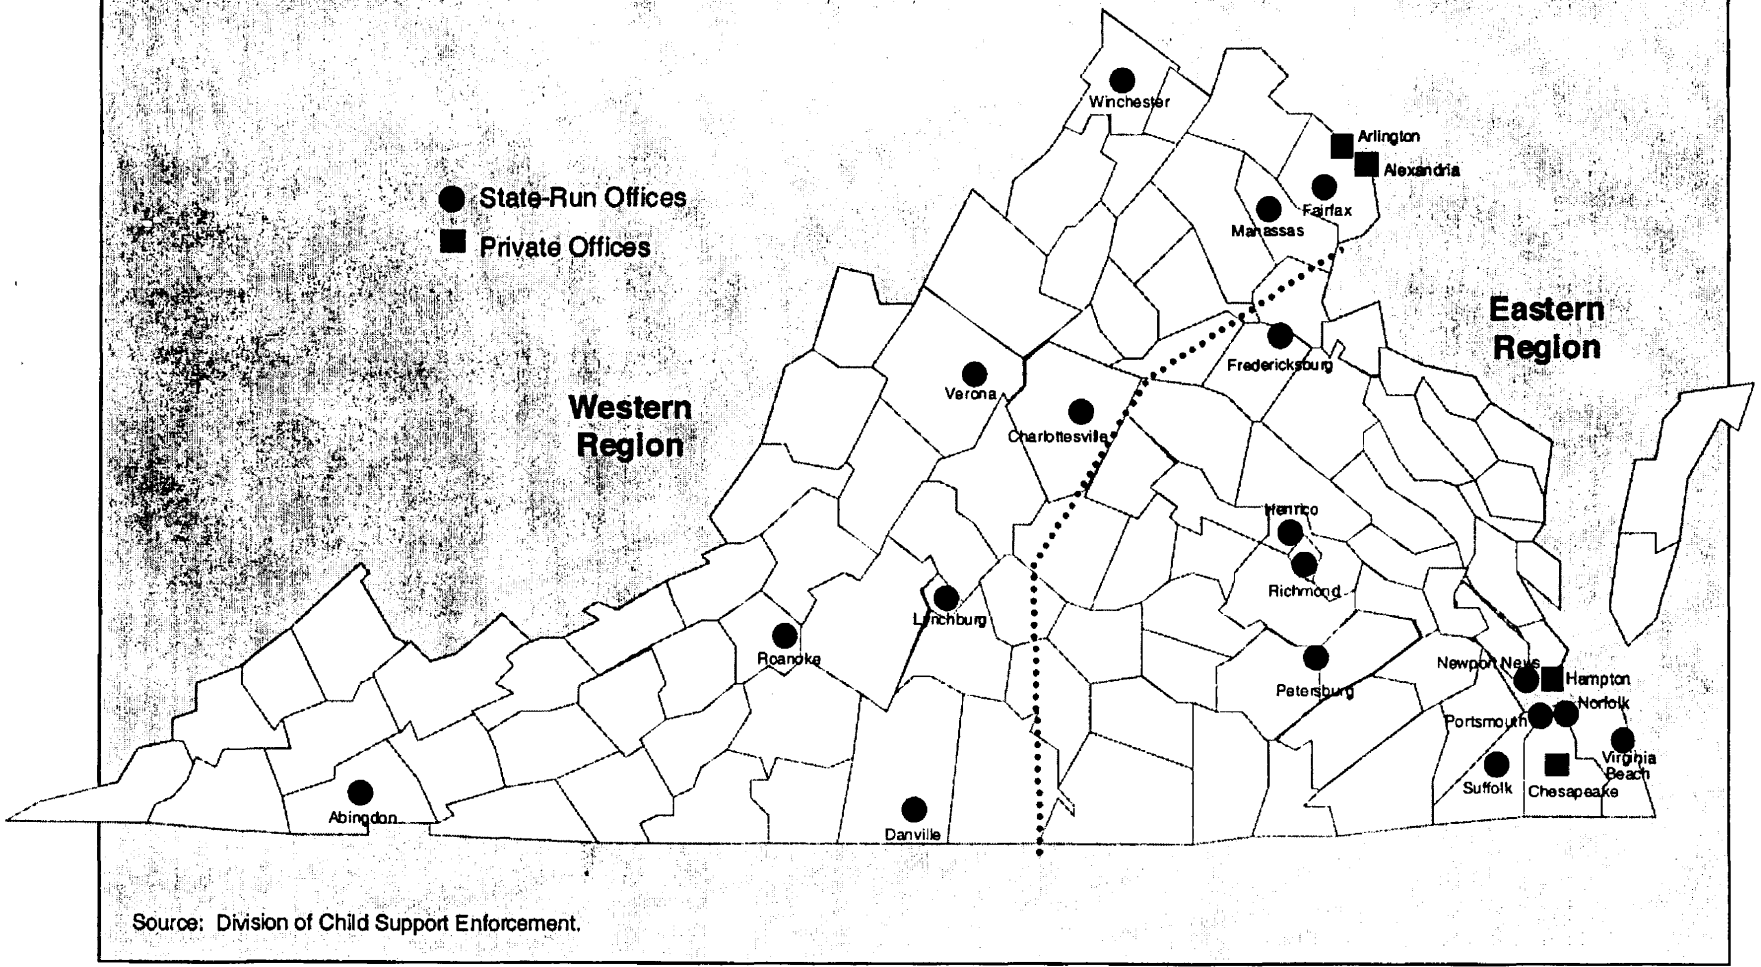 Winchester
Arlington
Alexandria
State-Run Offices
Fairfax
Manassas
Private Offices
Eastern
Region
Fredericksburg
Verona
Western
Region
Charlottesville
Henrico
Richmond
Lynchburg
Roanoke
Newport News
Hampton
Petersburg
Norfolk
Portsmouth
Virginia
Beach
Suffolk
Chesapeake
Abingdon
Danville
Source: Division of Child Support Enforcement.